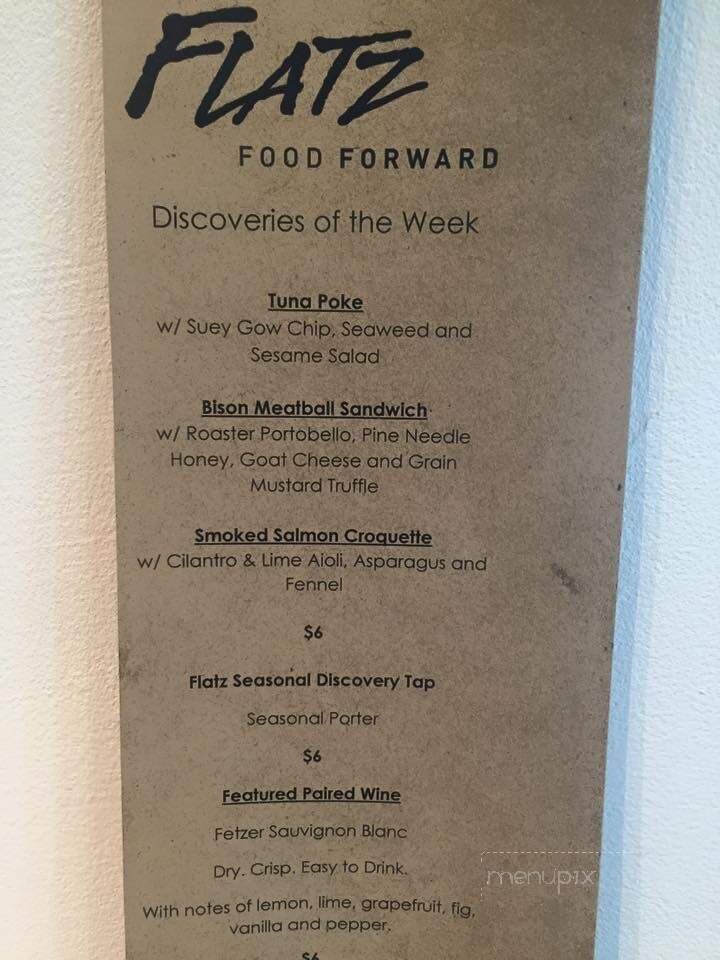 FLATZ
FOOD FORWARD
Discoveries of the Week
Tuna Poke
w/ Suey Gow Chip, Seaweed and
Sesame Salad
Bison Meatball Sandwich
w/ Roaster Portobello, Pine Needle
Honey, Goat Cheese and Grain
Mustard Truffle
Smoked Salmon Croquette
w/ Cilantro & Lime Aioli, Asparagus and
Fennel
$6
Flatz Seasonal Discovery Tap
Seasonal Porter
$6
Featured Paired Wine
Fetzer Sauvignon Blanc
Dry. Crisp. Easy to Drink.
With notes of lemon, lime, grapefruit, fig,
vanilla and pepper.
$6
menupix